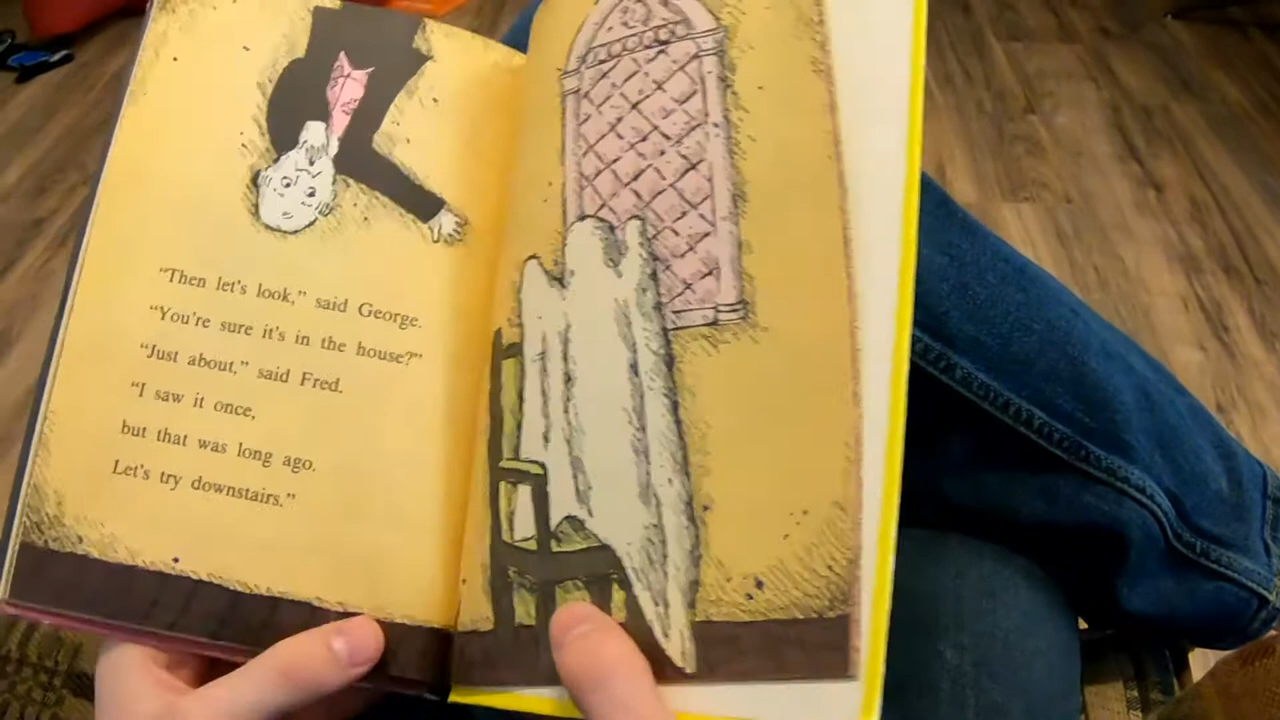 “Then let's look,” said George.
“You're sure it's in the house?”
“Just about,” said Fred.
“I saw it once,
but that was long ago.
Let's try downstairs.”